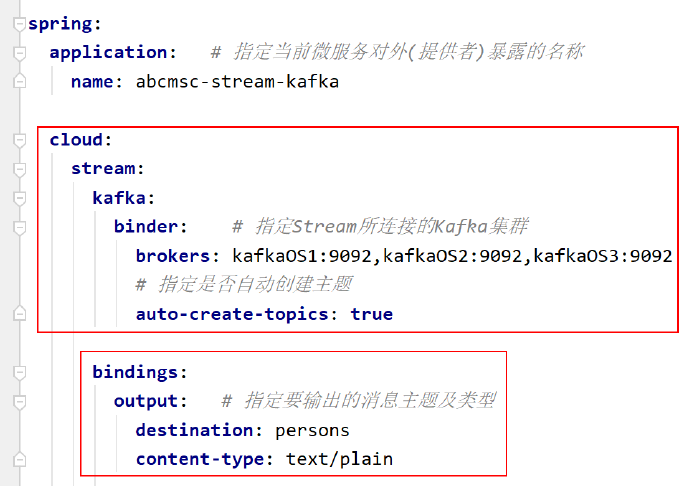 spring:
  application:   # 指定当前微服务对外(提供者)暴露的名称
    name: abcmsc-stream-kafka
  cloud:
    stream:
      kafka:
        binder:    # 指定Stream所连接的Kafka集群
          brokers: kafkaOS1:9092,kafkaOS2:9092,kafkaOS3:9092
          # 指定是否自动创建主题
          auto-create-topics: true
      bindings:
        output:   # 指定要输出的消息主题及类型
          destination: persons
          content-type: text/plain